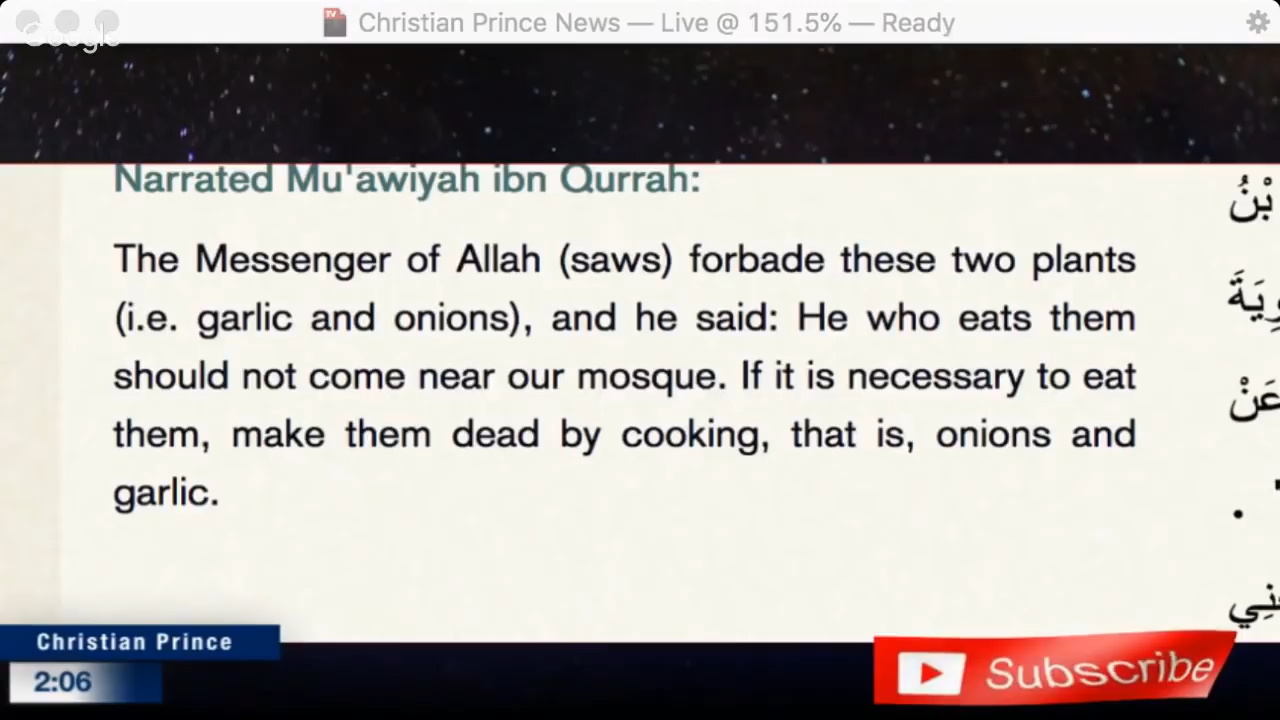 Christian Prince News — Live @ 151.5% — Ready
Google
Narrated Mu'awiyah ibn Qurrah:
The Messenger of Allah (saws) forbade these two plants
(i.e. garlic and onions), and he said: He who eats them
should not come near our mosque. If it is necessary to eat
them, make them dead by cooking, that is, onions and
garlic.
بْنُ
عَنْ
Christian Prince
2:06
Subscribe